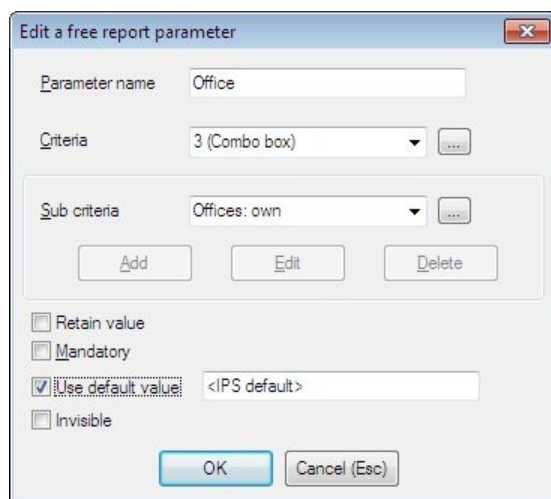 Edit a free report parameter
Parameter name Office
Criteria 3 (Combo box) ...
Sub criteria Offices: own ...
Add Edit Delete
Retain value
Mandatory
Use default value <IPS default>
Invisible
OK Cancel (Esc)